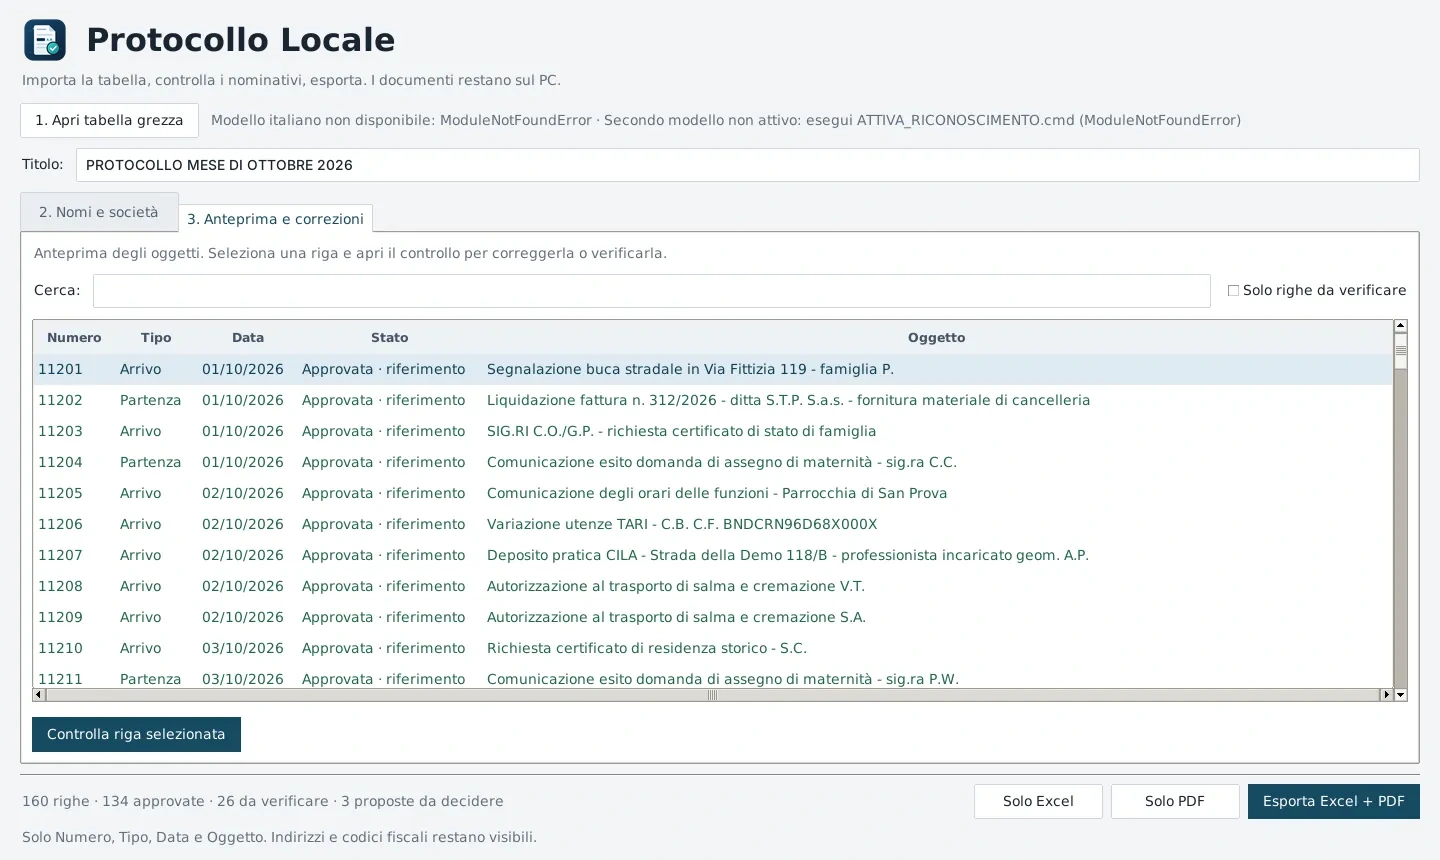 Protocollo Locale
Importa la tabella, controlla i nominativi, esporta. I documenti restano sul PC.
1. Apri tabella grezza Modello italiano non disponibile: ModuleNotFoundError · Secondo modello non attivo: esegui ATTIVA_RICONOSCIMENTO.cmd (ModuleNotFoundError)
Titolo: PROTOCOLLO MESE DI OTTOBRE 2026
2. Nomi e società 3. Anteprima e correzioni
Anteprima degli oggetti. Seleziona una riga e apri il controllo per correggerla o verificarla.
Cerca: Solo righe da verificare
Numero Tipo Data Stato Oggetto
11201 Arrivo 01/10/2026 Approvata · riferimento Segnalazione buca stradale in Via Fittizia 119 - famiglia P.
11202 Partenza 01/10/2026 Approvata · riferimento Liquidazione fattura n. 312/2026 - ditta S.T.P. S.a.s. - fornitura materiale di cancelleria
11203 Arrivo 01/10/2026 Approvata · riferimento SIG.RI C.O./G.P. - richiesta certificato di stato di famiglia
11204 Partenza 01/10/2026 Approvata · riferimento Comunicazione esito domanda di assegno di maternità - sig.ra C.C.
11205 Arrivo 02/10/2026 Approvata · riferimento Comunicazione degli orari delle funzioni - Parrocchia di San Prova
11206 Arrivo 02/10/2026 Approvata · riferimento Variazione utenze TARI - C.B. C.F. BNDCRN96D68X000X
11207 Arrivo 02/10/2026 Approvata · riferimento Deposito pratica CILA - Strada della Demo 118/B - professionista incaricato geom. A.P.
11208 Arrivo 02/10/2026 Approvata · riferimento Autorizzazione al trasporto di salma e cremazione V.T.
11209 Arrivo 02/10/2026 Approvata · riferimento Autorizzazione al trasporto di salma e cremazione S.A.
11210 Arrivo 03/10/2026 Approvata · riferimento Richiesta certificato di residenza storico - S.C.
11211 Partenza 03/10/2026 Approvata · riferimento Comunicazione esito domanda di assegno di maternità - sig.ra P.W.
Controlla riga selezionata
160 righe · 134 approvate · 26 da verificare · 3 proposte da decidere Solo Excel Solo PDF Esporta Excel + PDF
Solo Numero, Tipo, Data e Oggetto. Indirizzi e codici fiscali restano visibili.